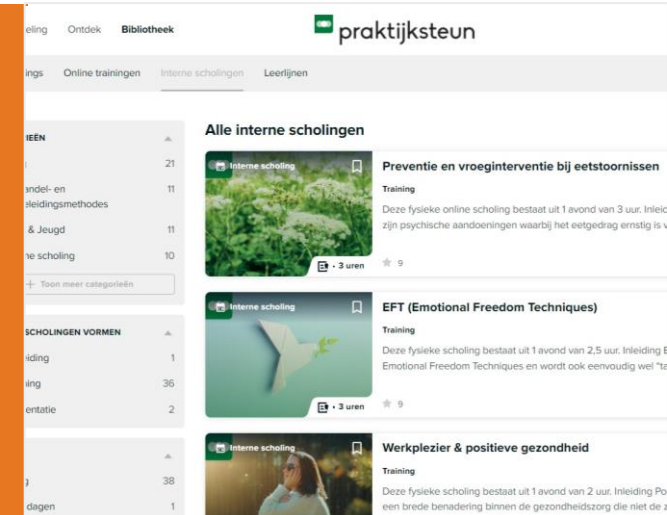 eling Ontdek Bibliotheek
praktijksteun
ings Online trainingen Interne scholingen Leerlijnen
Alle interne scholingen
IEËN
21
andel- en
eleidingsmethodes
11
& Jeugd 11
ne scholing 10
+ Toon meer categorieën
SCHOLINGEN VORMEN
eiding 1
ing 36
entatie 2
38
dagen 1
Interne scholing
3 uren
Preventie en vroeginterventie bij eetstoornissen
Training
Deze fysieke online scholing bestaat uit 1 avond van 3 uur. Inleid
zijn psychische aandoeningen waarbij het eetgedrag ernstig is v
9
Interne scholing
3 uren
EFT (Emotional Freedom Techniques)
Training
Deze fysieke scholing bestaat uit 1 avond van 2,5 uur. Inleiding E
Emotional Freedom Techniques en wordt ook eenvoudig wel "ta
9
Interne scholing
Werkplezier & positieve gezondheid
Training
Deze fysieke scholing bestaat uit 1 avond van 2 uur. Inleiding Po
een brede benadering binnen de gezondheidszorg die niet de z